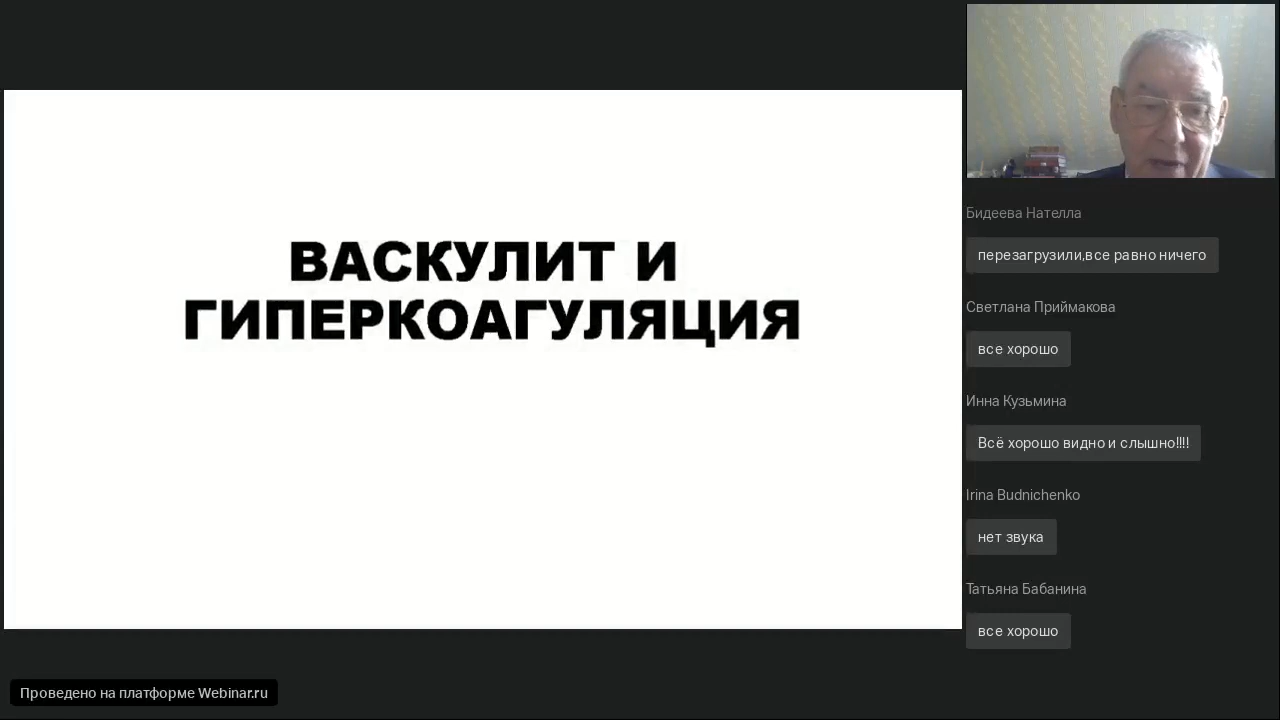 ВАСКУЛИТ И
ГИПЕРКОАГУЛЯЦИЯ
Бидеева Нателла
перезагрузили,все равно ничего
Светлана Приймакова
все хорошо
Инна Кузьмина
Всё хорошо видно и слышно!!!!
Irina Budnichenko
нет звука
Татьяна Бабанина
все хорошо
Проведено на платформе Webinar.ru